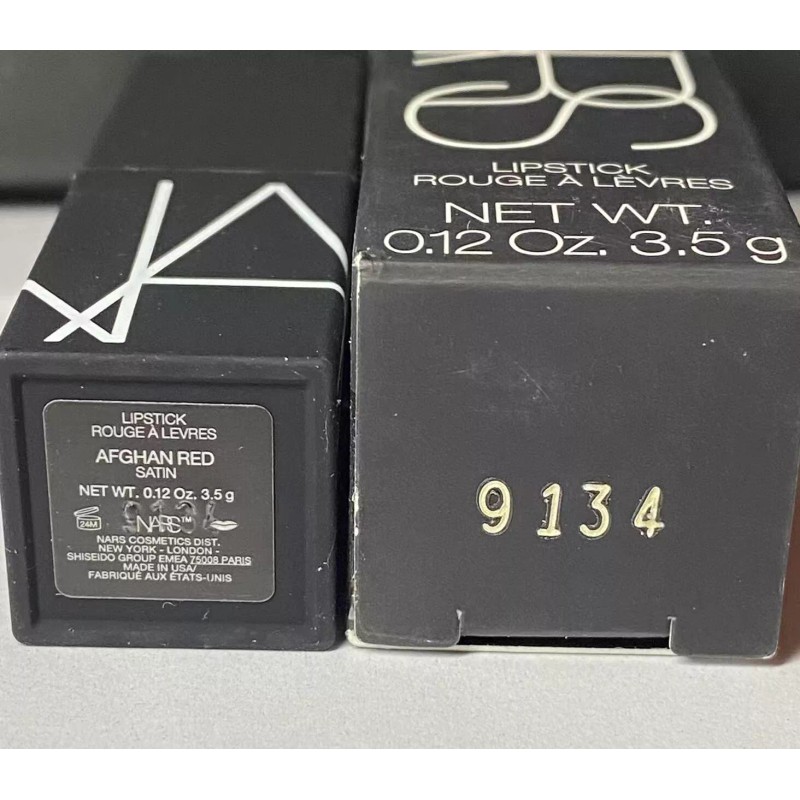 LIPSTICK
ROUGE À LEVRES
AFGHAN RED
SATIN
NET WT. 0.12 Oz. 3.5 g
24M
NARS™
NARS COSMETICS DIST.
NEW YORK - LONDON -
SHISEIDO GROUP EMEA 75008 PARIS
MADE IN USA/
FABRIQUÉ AUX ÉTATS-UNIS
LIPSTICK
ROUGE À LÈVRES
NET WT.
0.12 Oz. 3.5 g
9134